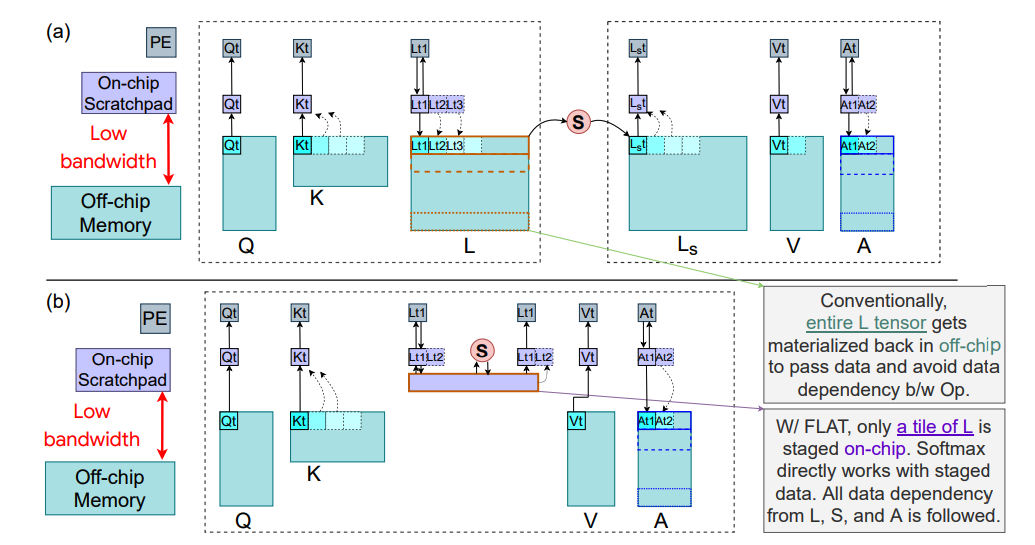 (a)
PE
Qt
Kt
Lt1
Lst
Vt
At
On-chip
Scratchpad
Qt
Kt
Lt1 Lt2 Lt3
Lst
Vt
At1 At2
Low
bandwidth
S
Qt
Kt
Lt1 Lt2 Lt3
Lst
Vt
At1 At2
Off-chip
Memory
K
Q
L
Ls
V
A
(b)
PE
Qt
Kt
Lt1
Lt1
Vt
At
On-chip
Scratchpad
Qt
Kt
Lt1 Lt2
S
Lt1 Lt2
Vt
At1 At2
Low
bandwidth
Qt
Kt
Vt
At1 At2
Off-chip
Memory
K
Q
V
A
Conventionally,
entire L tensor gets
materialized back in off-chip
to pass data and avoid data
dependency b/w Op.
W/ FLAT, only a tile of L is
staged on-chip. Softmax
directly works with staged
data. All data dependency
from L, S, and A is followed.